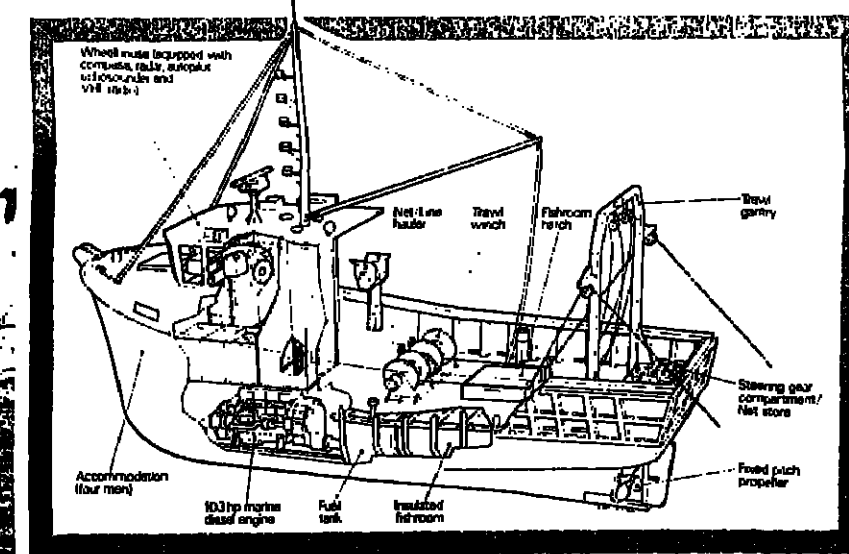 Wheelhouse (equipped with
compass, radar, autopilot
echosounder and
VHF radio)
Net/Line
hauler
Trawl
winch
Fishroom
hatch
Trawl
gantry
Steering gear
compartment/
Net store
Fixed pitch
propeller
Accommodation
(four men)
103 hp marine
diesel engine
Fuel
tank
Insulated
fishroom